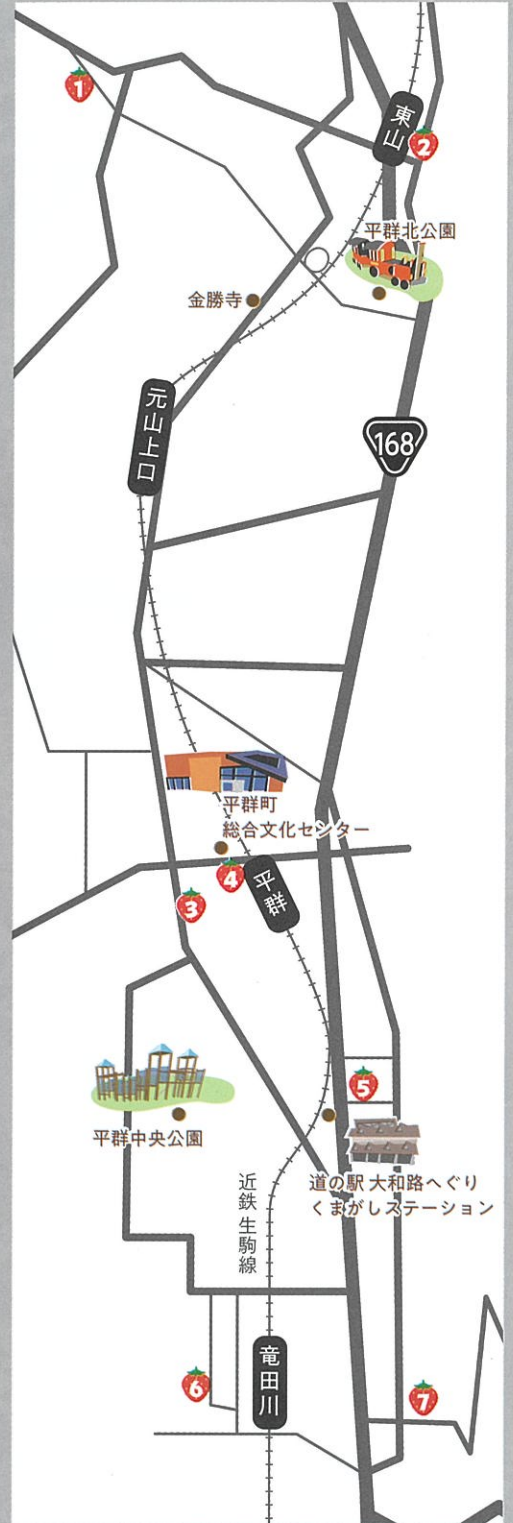 1
東山
2
平群北公園
金勝寺
元山上口
168
平群町
総合文化センター
4
平群
3
5
平群中央公園
道の駅 大和路へぐり
くまがしステーション
近鉄生駒線
竜田川
6
7